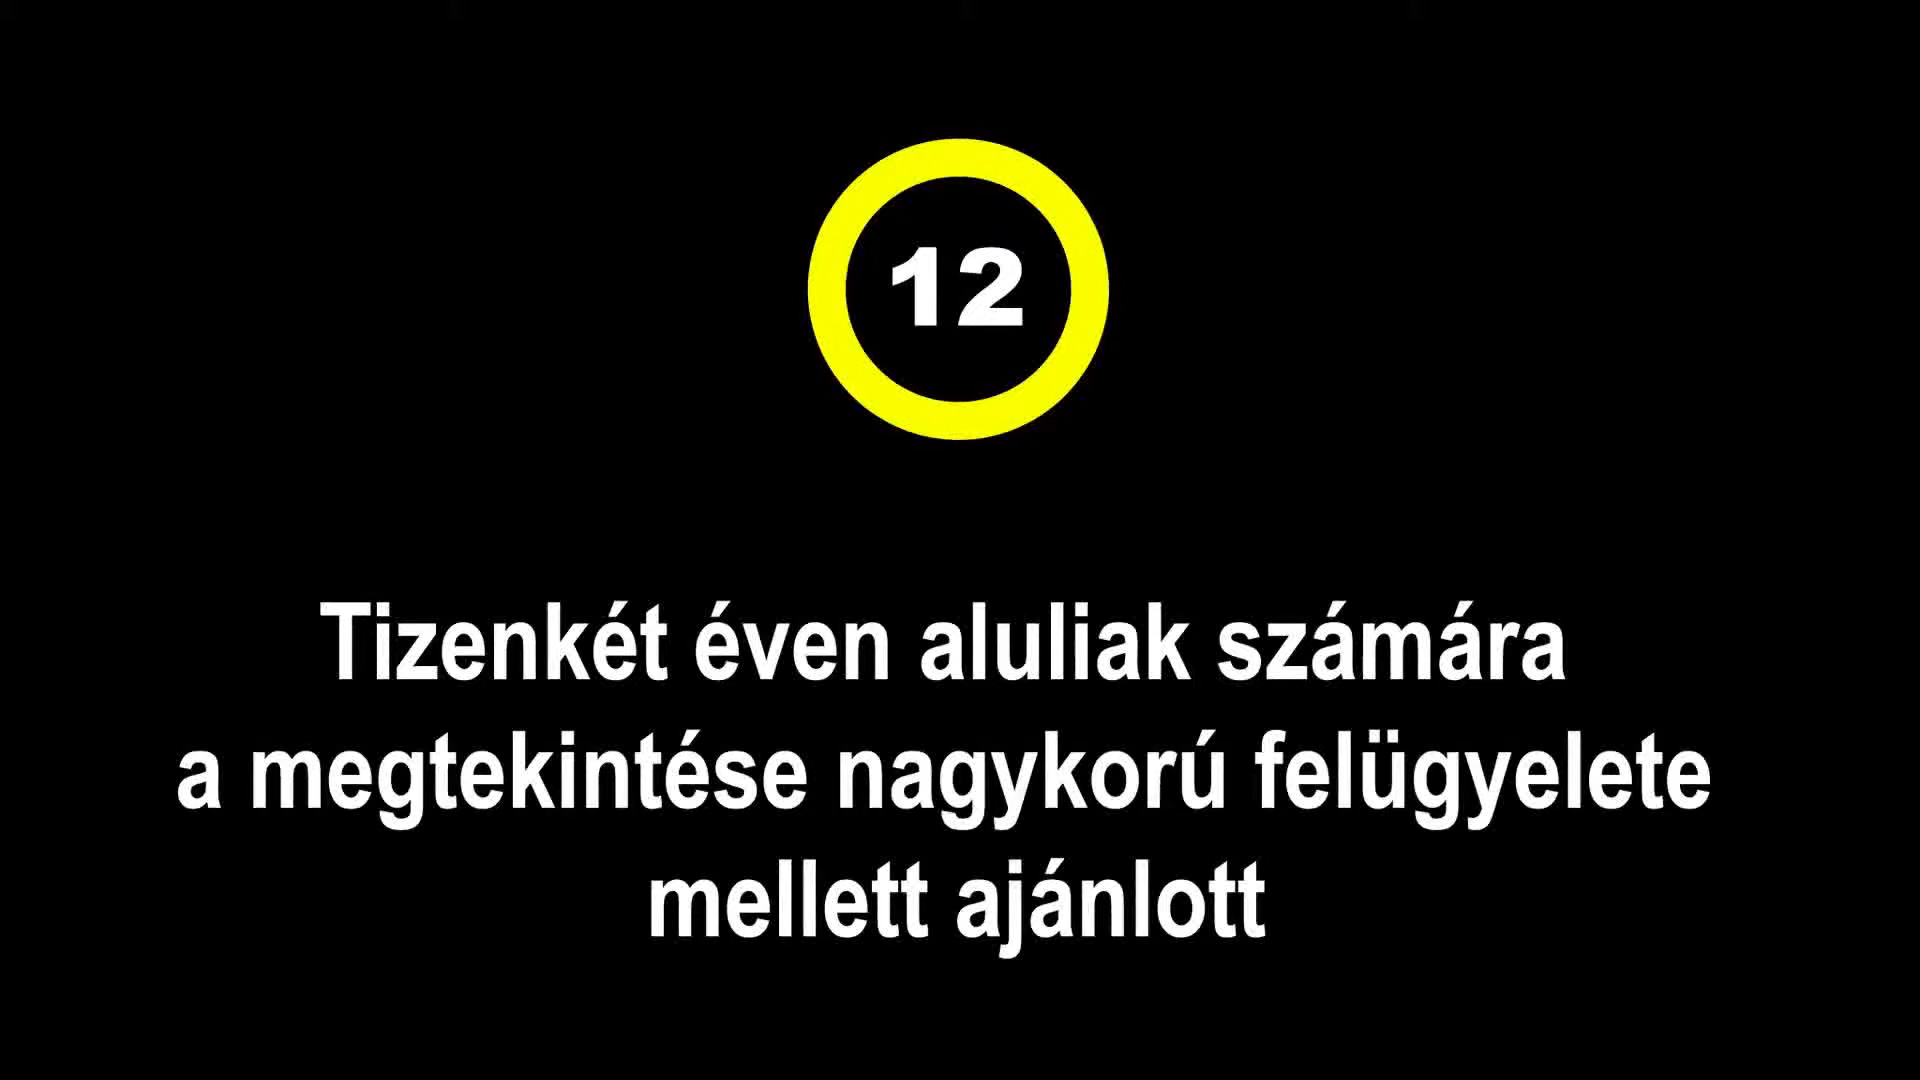 12
Tizenkét éven aluliak számára
a megtekintése nagykorú felügyelete
mellett ajánlott